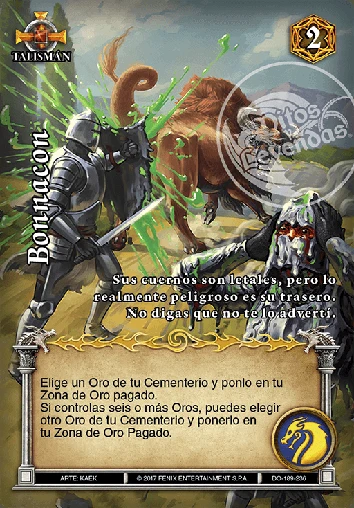 TALISMÁN
2
Mitos y Leyendas
Bonnacon
Sus cuernos son letales, pero lo
realmente peligroso es su trasero.
No digas que no te lo advertí.
Elige un Oro de tu Cementerio y ponlo en tu
Zona de Oro pagado.
Si controlas seis o más Oros, puedes elegir
otro Oro de tu Cementerio y ponerlo en
tu Zona de Oro Pagado.
ARTE: KAEK
© 2017 FENIX ENTERTAINMENT S.P.A.